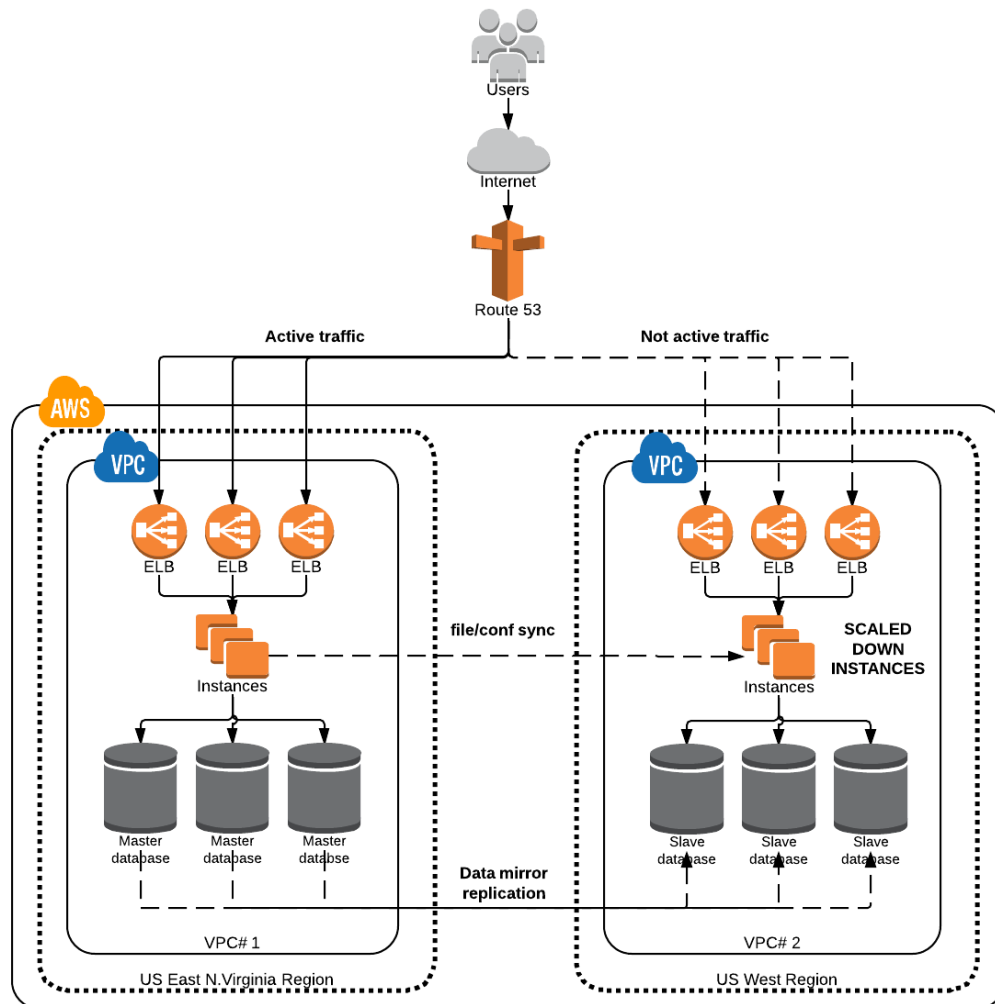 Users
Internet
Route 53
Active traffic
Not active traffic
AWS
VPC
VPC
ELB
ELB
ELB
ELB
ELB
ELB
file/conf sync
SCALED
DOWN
INSTANCES
Instances
Instances
Master
database
Master
database
Master
databse
Slave
database
Slave
database
Slave
database
Data mirror
replication
VPC# 1
VPC# 2
US East N.Virginia Region
US West Region